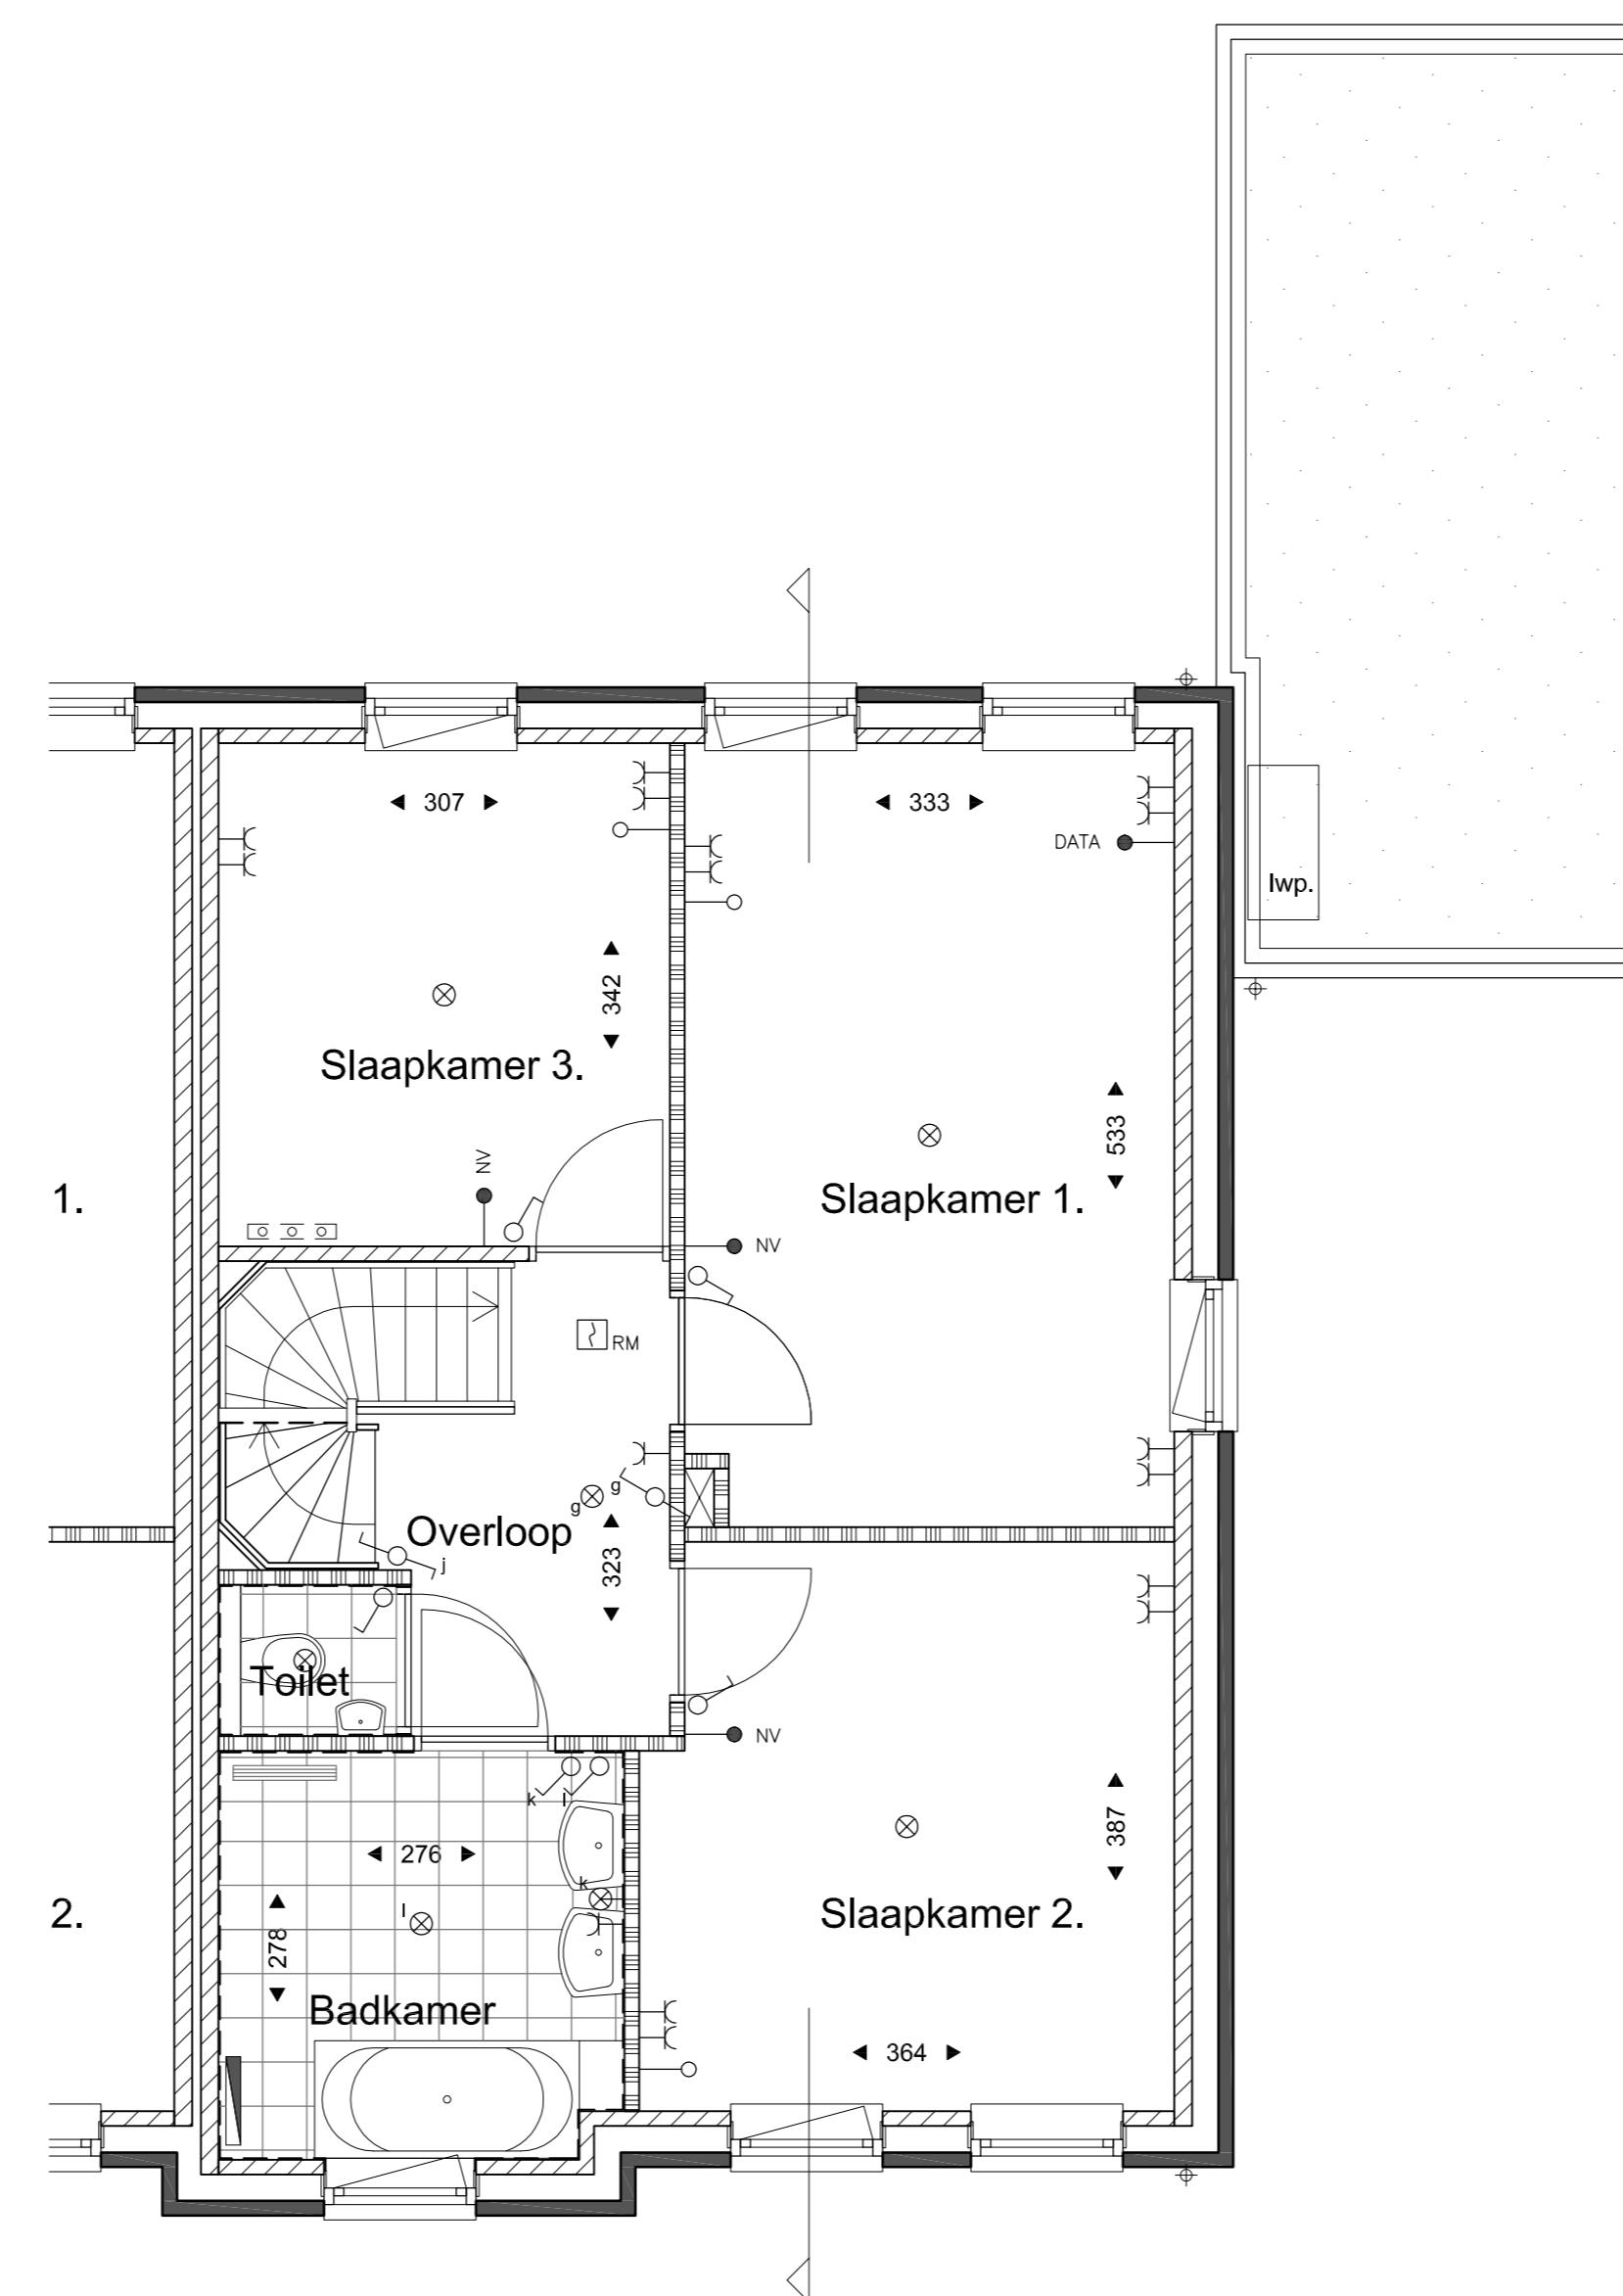 307
333
DATA
lwp.
342
Slaapkamer 3.
533
NV
1.
Slaapkamer 1.
NV
RM
g
g
Overloop
323
j
Toilet
NV
k
l
276
387
k
l
2.
278
Slaapkamer 2.
Badkamer
364